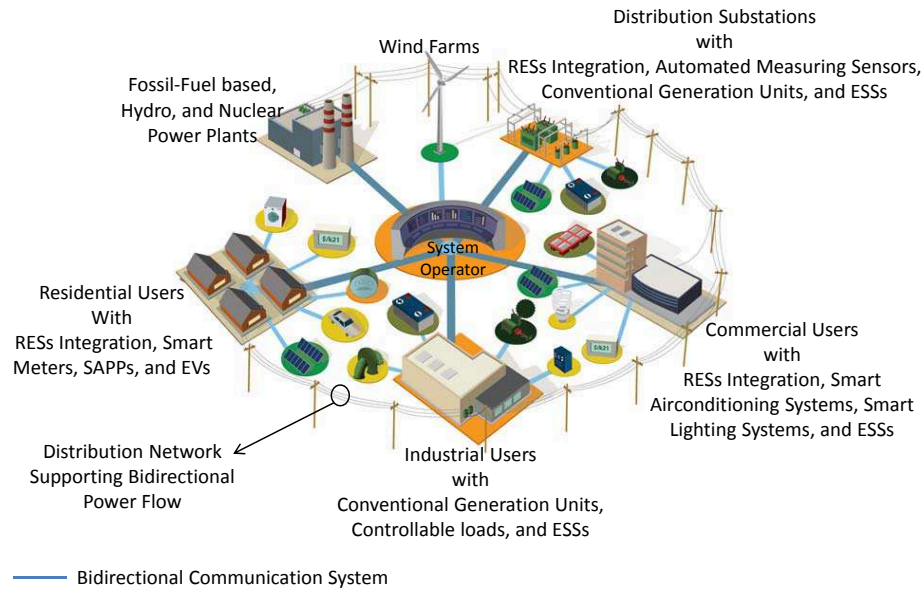 Distribution Substations
with
RESs Integration, Automated Measuring Sensors,
Conventional Generation Units, and ESSs
Wind Farms
Fossil-Fuel based,
Hydro, and Nuclear
Power Plants
System
Operator
Residential Users
With
RESs Integration, Smart
Meters, SAPPs, and EVs
Commercial Users
with
RESs Integration, Smart
Airconditioning Systems, Smart
Lighting Systems, and ESSs
Distribution Network
Supporting Bidirectional
Power Flow
Industrial Users
with
Conventional Generation Units,
Controllable loads, and ESSs
Bidirectional Communication System